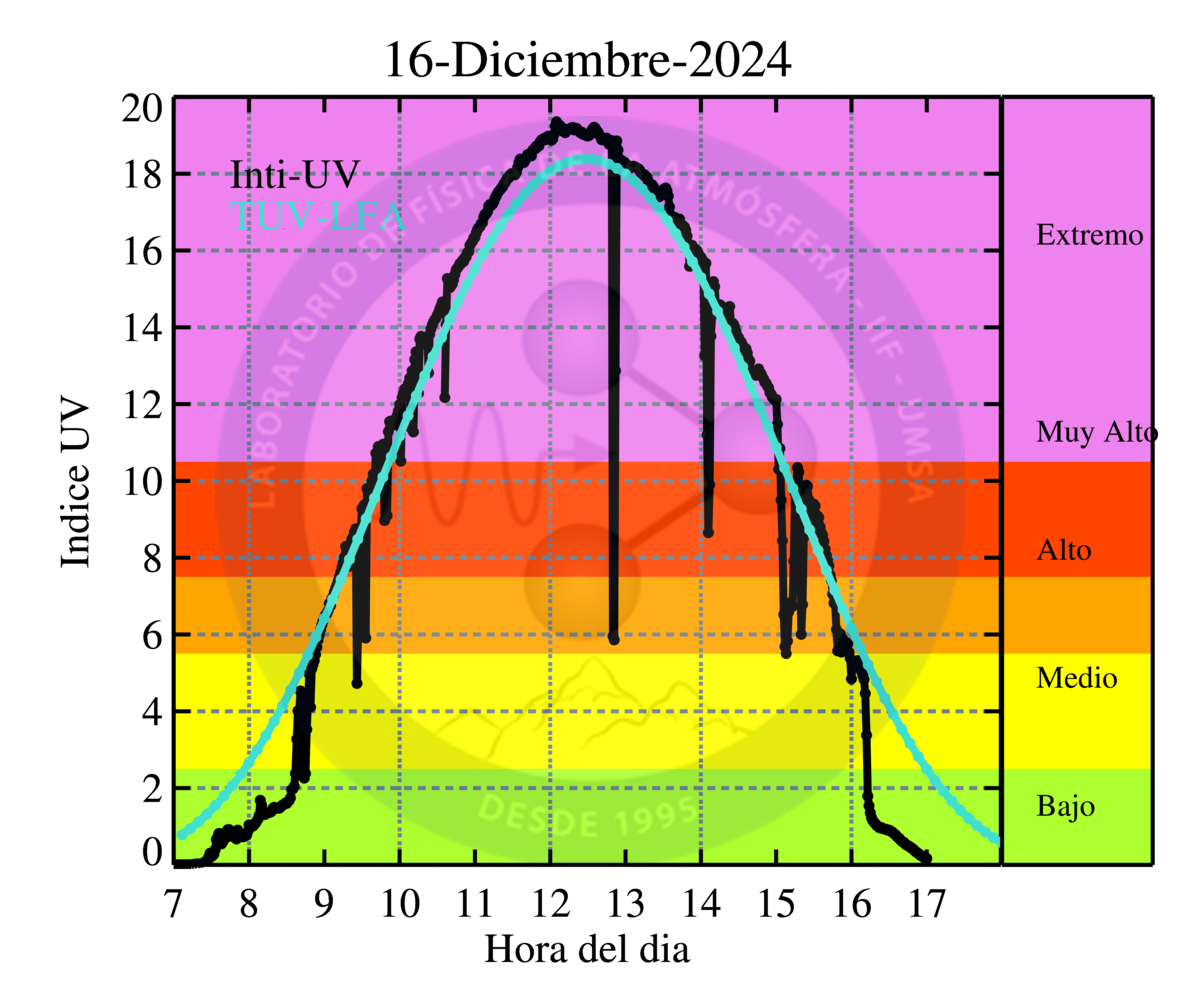 16-Diciembre-2024
20
18
16
14
12
10
8
6
4
2
0
Indice UV
Inti-UV
TUV-LFA
Extremo
Muy Alto
Alto
Medio
Bajo
LABORATORIO DE FÍSICA DE LA ATMÓSFERA - IIF - UMSA
DESDE 1995
7 8 9 10 11 12 13 14 15 16 17
Hora del dia